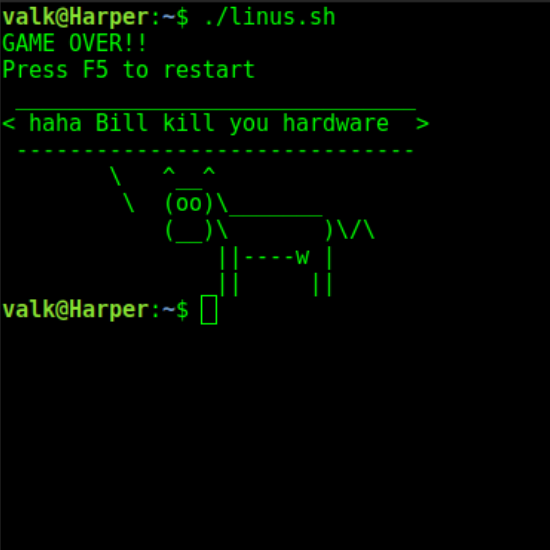 valk@Harper:~$ ./linus.sh
GAME OVER!!
Press F5 to restart
 ______________________________
< haha Bill kill you hardware  >
 ------------------------------
        \   ^__^
         \  (oo)\_______
            (__)\       )\/\
                ||----w |
                ||     ||
valk@Harper:~$